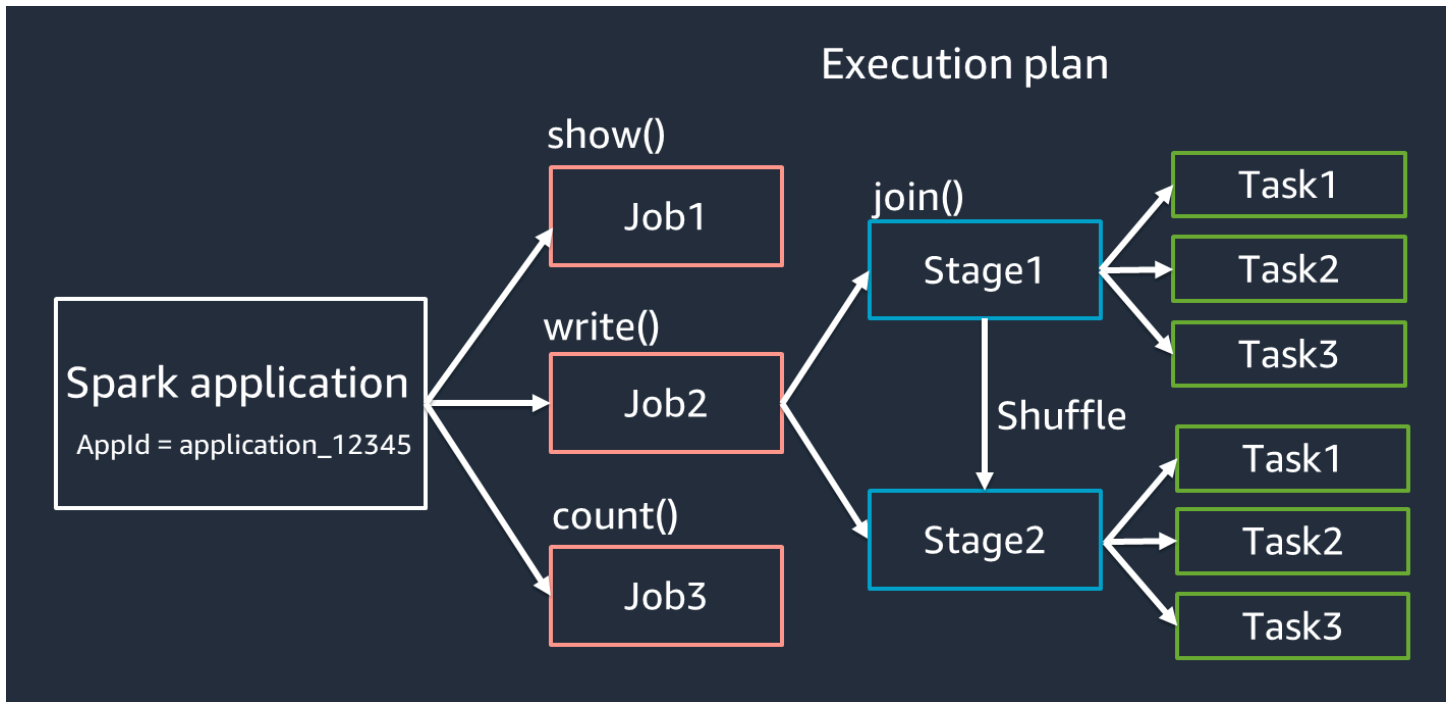 Execution plan
show()
Job1
join()
Stage1
Task1
Task2
Task3
Spark application
AppId = application_12345
write()
Job2
Shuffle
count()
Job3
Stage2
Task1
Task2
Task3